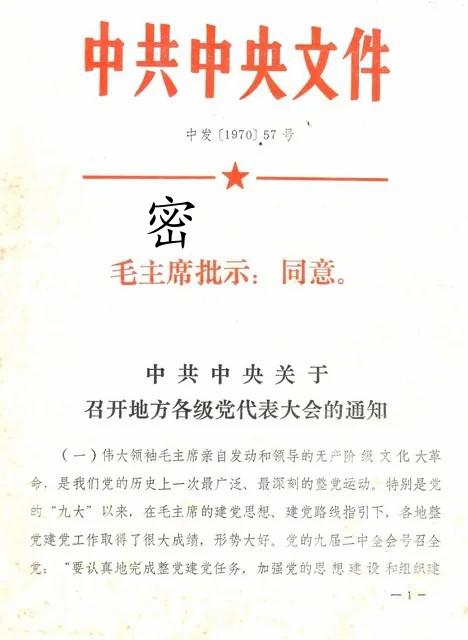 中共中央文件
中发〔1970〕57号
密
毛主席批示：同意。
中共中央关于
召开地方各级党代表大会的通知
（一）伟大领袖毛主席亲自发动和领导的无产阶级文化大革
命，是我们党的历史上一次最广泛、最深刻的整党运动。特别是党
的“九大”以来，在毛主席的建党思想、建党路线指引下，各地整
党建党工作取得了很大成绩，形势大好。党的九届二中全会号召全
党：“要认真地完成整党建党任务，加强党的思想建设和组织建
—1—